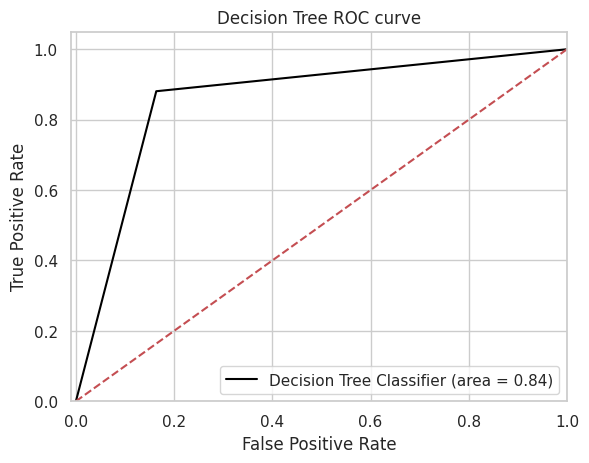 Decision Tree ROC curve
1.0
0.8
0.6
0.4
0.2
0.0
True Positive Rate
Decision Tree Classifier (area = 0.84)
0.0 0.2 0.4 0.6 0.8 1.0
False Positive Rate